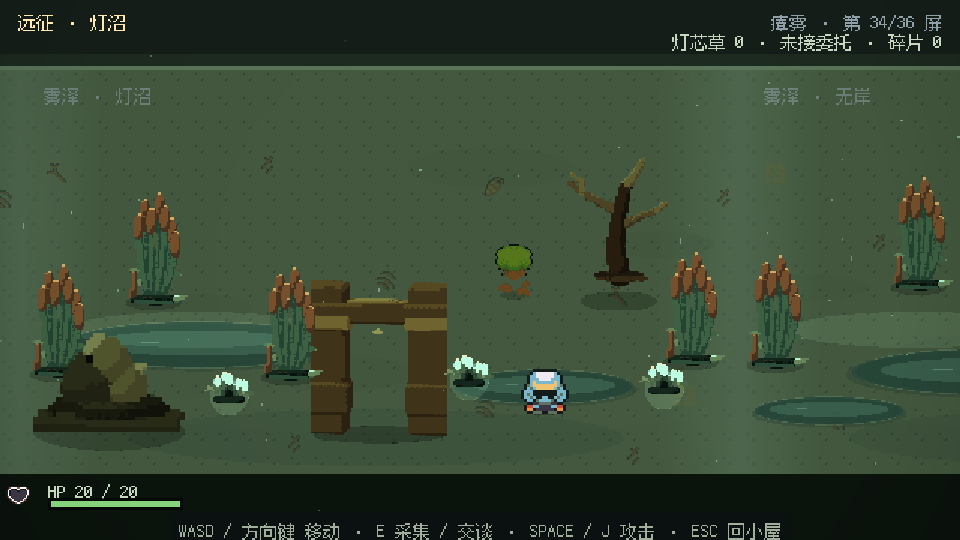 远征 · 灯沼
瘴雾 · 第 34/36 屏
灯芯草 0 · 未接委托 · 碎片 0
雾泽 · 灯沼
雾泽 · 无岸
HP 20 / 20
WASD / 方向键 移动 · E 采集 / 交谈 · SPACE / J 攻击 · ESC 回小屋